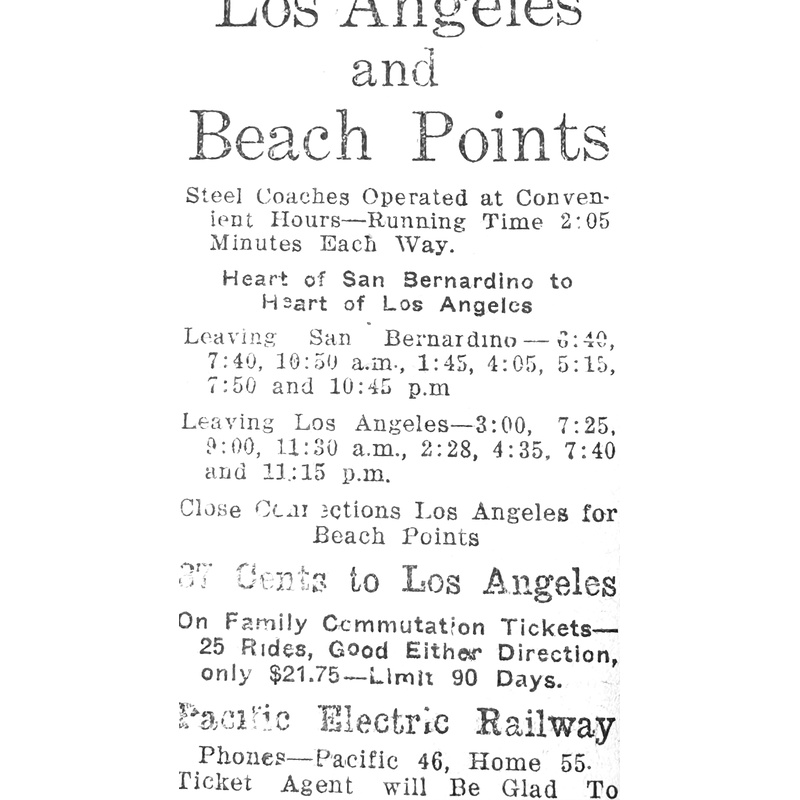 Los Angeles
and
Beach Points
Steel Coaches Operated at Conven-
ient Hours—Running Time 2:05
Minutes Each Way.
Heart of San Bernardino to
Heart of Los Angeles
Leaving San Bernardino — 6:40,
7:40, 10:50 a.m., 1:45, 4:05, 5:15,
7:50 and 10:45 p.m
Leaving Los Angeles—3:00, 7:25,
9:00, 11:30 a.m., 2:28, 4:35, 7:40
and 11:15 p.m.
Close Connections Los Angeles for
Beach Points
87 Cents to Los Angeles
On Family Commutation Tickets—
25 Rides, Good Either Direction,
only $21.75—Limit 90 Days.
Pacific Electric Railway
Phones—Pacific 46, Home 55.
Ticket Agent will Be Glad To